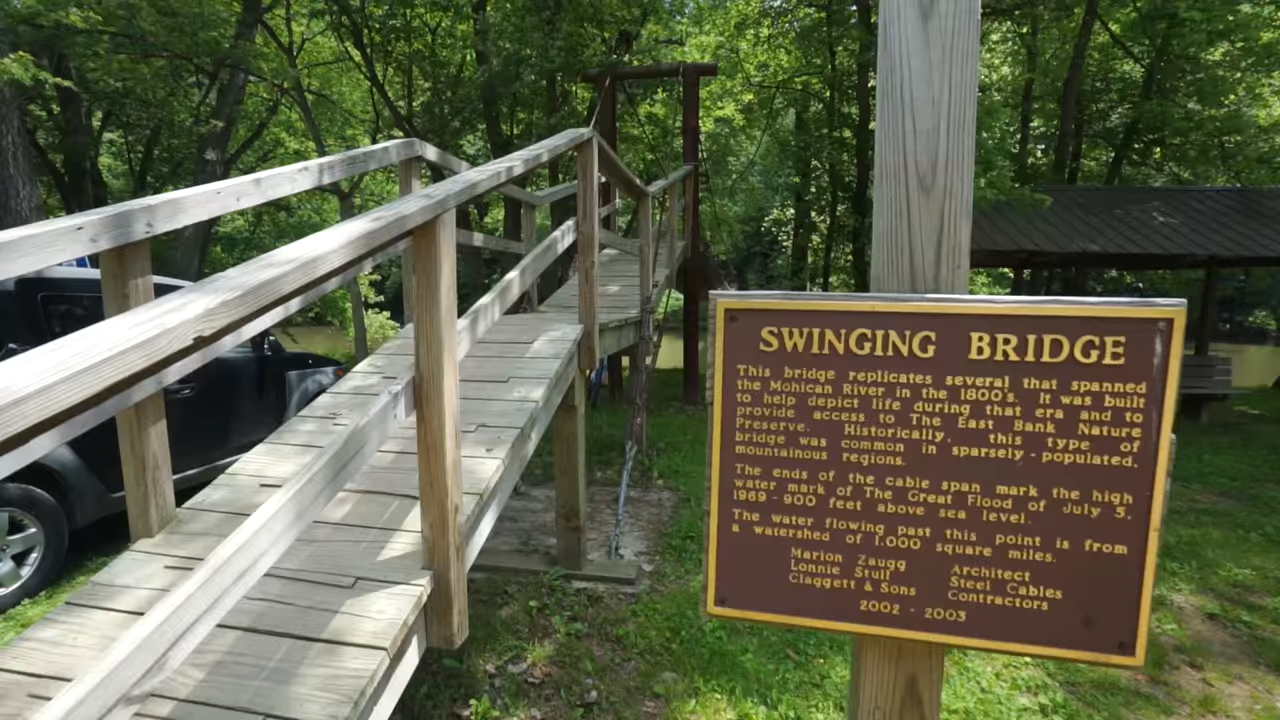 SWINGING BRIDGE
This bridge replicates several that spanned
the Mohican River in the 1800's. It was built
to help depict life during that era and to
provide access to The East Bank Nature
Preserve. Historically, this type of
bridge was common in sparsely-populated,
mountainous regions.
The ends of the cable span mark the high
water mark of The Great Flood of July 5,
1969-900 feet above sea level.
The water flowing past this point is from
a watershed of 1,000 square miles.
Marion Zaugg Architect
Lonnie Stull Steel Cables
Claggett & Sons Contractors
2002 - 2003